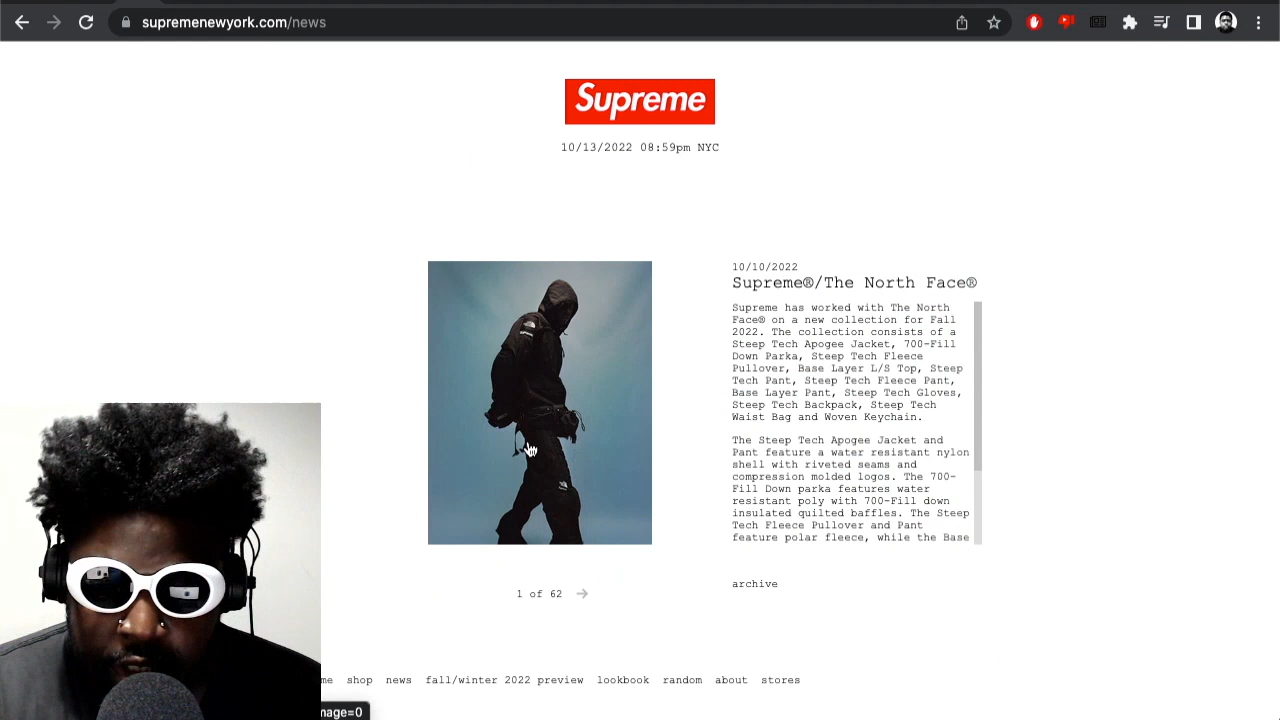 supremenewyork.com/news
Supreme
10/13/2022 08:59pm NYC
10/10/2022
Supreme®/The North Face®
Supreme has worked with The North
Face® on a new collection for Fall
2022. The collection consists of a
Steep Tech Apogee Jacket, 700-Fill
Down Parka, Steep Tech Fleece
Pullover, Base Layer L/S Top, Steep
Tech Pant, Steep Tech Fleece Pant,
Base Layer Pant, Steep Tech Gloves,
Steep Tech Backpack, Steep Tech
Waist Bag and Woven Keychain.
The Steep Tech Apogee Jacket and
Pant feature a water resistant nylon
shell with riveted seams and
compression molded logos. The 700-
Fill Down parka features water
resistant poly with 700-Fill down
insulated quilted baffles. The Steep
Tech Fleece Pullover and Pant
feature polar fleece, while the Base
archive
1 of 62
me shop news fall/winter 2022 preview lookbook random about stores
mage=0